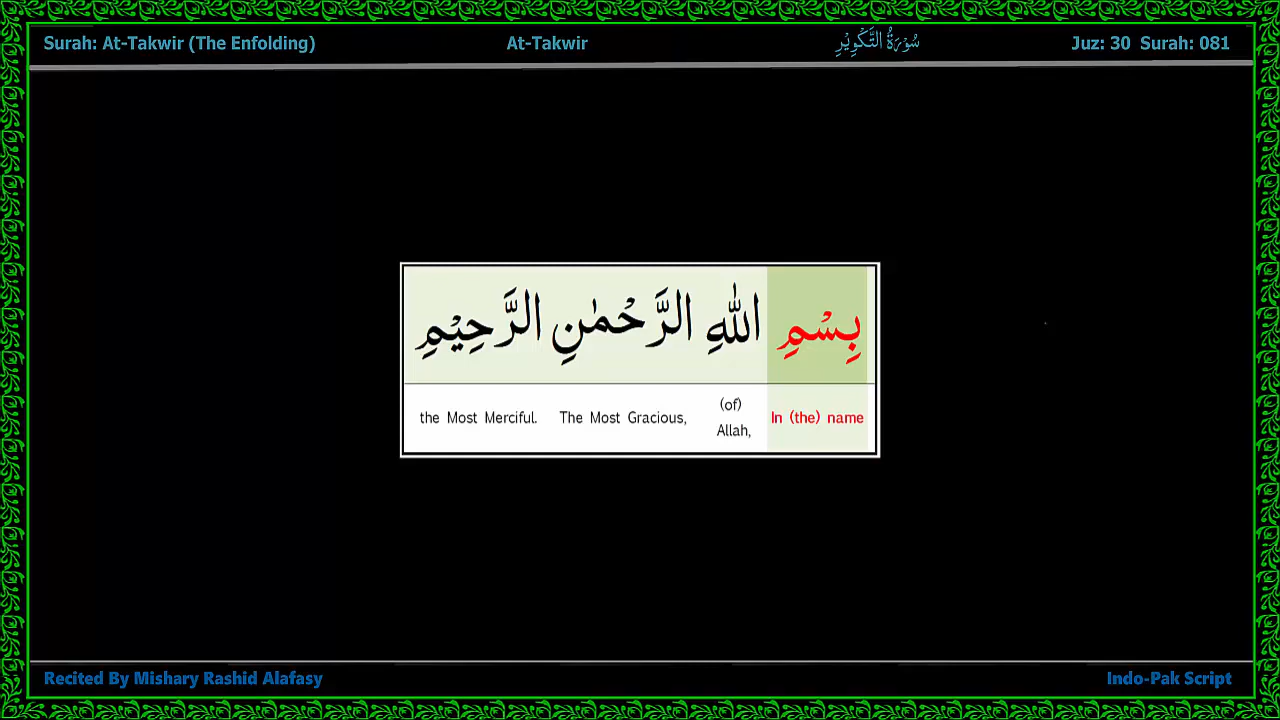 Surah: At-Takwir (The Enfolding) At-Takwir سُوْرَةُ التَّكْوِيْرِ Juz: 30 Surah: 081
بِسْمِ اللّٰهِ الرَّحْمٰنِ الرَّحِيْمِ
In (the) name (of) Allah, The Most Gracious, the Most Merciful.
Recited By Mishary Rashid Alafasy Indo-Pak Script